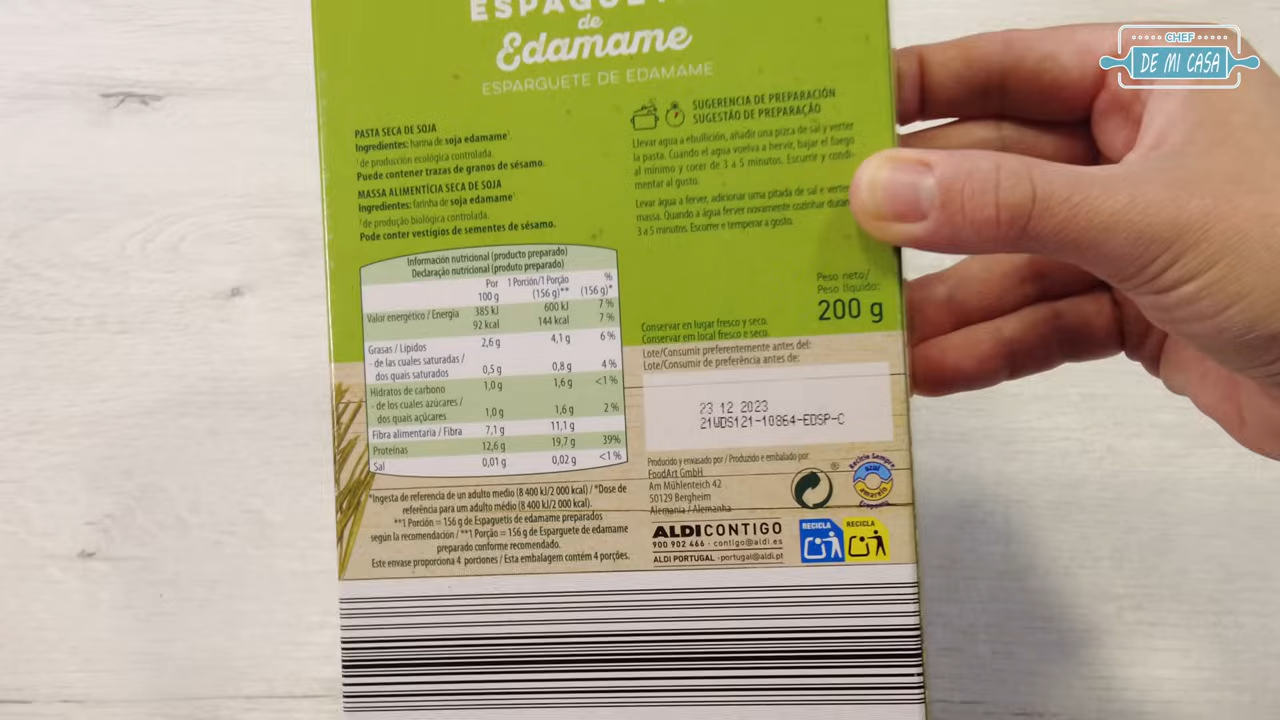 CHEF
DE MI CASA
de
Edamame
ESPARGUETE DE EDAMAME
PASTA SECA DE SOJA
Ingredientes: harina de soja edamame¹.
¹de producción ecológica controlada.
Puede contener trazas de granos de sésamo.
MASSA ALIMENTÍCIA SECA DE SOJA
Ingredientes: farinha de soja edamame¹.
¹de produção biológica controlada.
Pode conter vestígios de sementes de sésamo.
SUGERENCIA DE PREPARACIÓN
SUGESTÃO DE PREPARAÇÃO
Llevar agua a ebullición, añadir una pizca de sal y verter
la pasta. Cuando el agua vuelva a hervir, bajar el fuego
al mínimo y cocer de 3 a 5 minutos. Escurrir y condi-
mentar al gusto.
Levar água a ferver, adicionar uma pitada de sal e verter
massa. Quando a água ferver novamente cozinhar duran
3 a 5 minutos. Escorrer e temperar a gosto.
Información nutricional (producto preparado)
Declaração nutricional (produto preparado)
Por 100 g 1 Porción/1 Porção (156 g)** % (156 g)*
Valor energético / Energia 385 kJ 600 kJ 7 %
92 kcal 144 kcal 7 %
Grasas / Lípidos 2,6 g 4,1 g 6 %
- de las cuales saturadas /
dos quais saturados 0,5 g 0,8 g 4 %
Hidratos de carbono 1,0 g 1,6 g <1 %
- de los cuales azúcares /
dos quais açúcares 1,0 g 1,6 g 2 %
Fibra alimentaria / Fibra 7,1 g 11,1 g
Proteínas 12,6 g 19,7 g 39%
Sal 0,01 g 0,02 g <1 %
*Ingesta de referencia de un adulto medio (8 400 kJ/2 000 kcal) / *Dose de
referência para um adulto médio (8 400 kJ/2 000 kcal).
**1 Porción = 156 g de Espaguetis de edamame preparados
según la recomendación / **1 Porção = 156 g de Esparguete de edamame
preparado conforme recomendado.
Este envase proporciona 4 porciones / Esta embalagem contém 4 porções.
Peso neto/
Peso líquido:
200 g
Conservar en lugar fresco y seco.
Conservar em local fresco e seco.
Lote/Consumir preferentemente antes del:
Lote/Consumir de preferência antes de:
23 12 2023
21WDS121-10864-EDSP-C
Producido y envasado por / Produzido e embalado por:
FoodArt GmbH
Am Mühlenteich 42
50129 Bergheim
Alemania / Alemanha
ALDI CONTIGO
900 902 466 - contigo@aldi.es
ALDI PORTUGAL - portugal@aldi.pt
®
Recicla Sempre
azul
amarelo
RECICLA
RECICLA